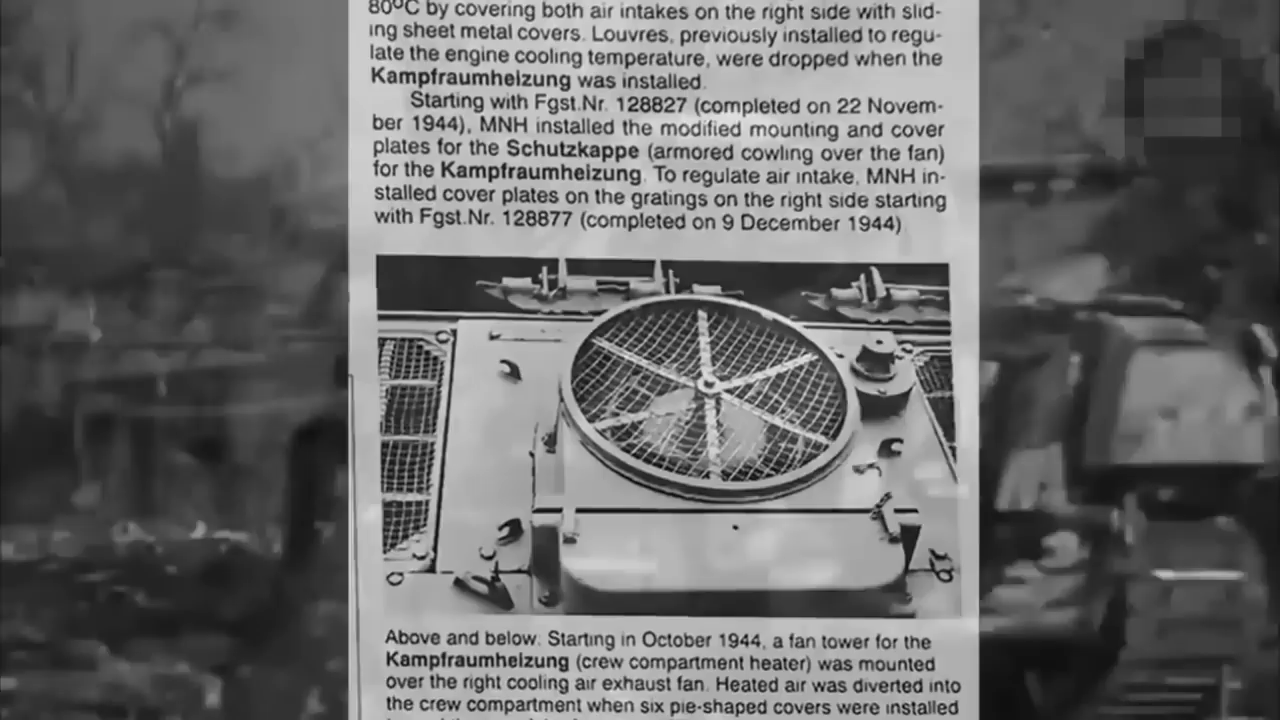 80ºC by covering both air intakes on the right side with slid-
ing sheet metal covers. Louvres, previously installed to regu-
late the engine cooling temperature, were dropped when the
Kampfraumheizung was installed.
Starting with Fgst.Nr. 128827 (completed on 22 Novem-
ber 1944), MNH installed the modified mounting and cover
plates for the Schutzkappe (armored cowling over the fan)
for the Kampfraumheizung. To regulate air intake, MNH in-
stalled cover plates on the gratings on the right side starting
with Fgst.Nr. 128877 (completed on 9 December 1944).
Above and below: Starting in October 1944, a fan tower for the
Kampfraumheizung (crew compartment heater) was mounted
over the right cooling air exhaust fan. Heated air was diverted into
the crew compartment when six pie-shaped covers were installed